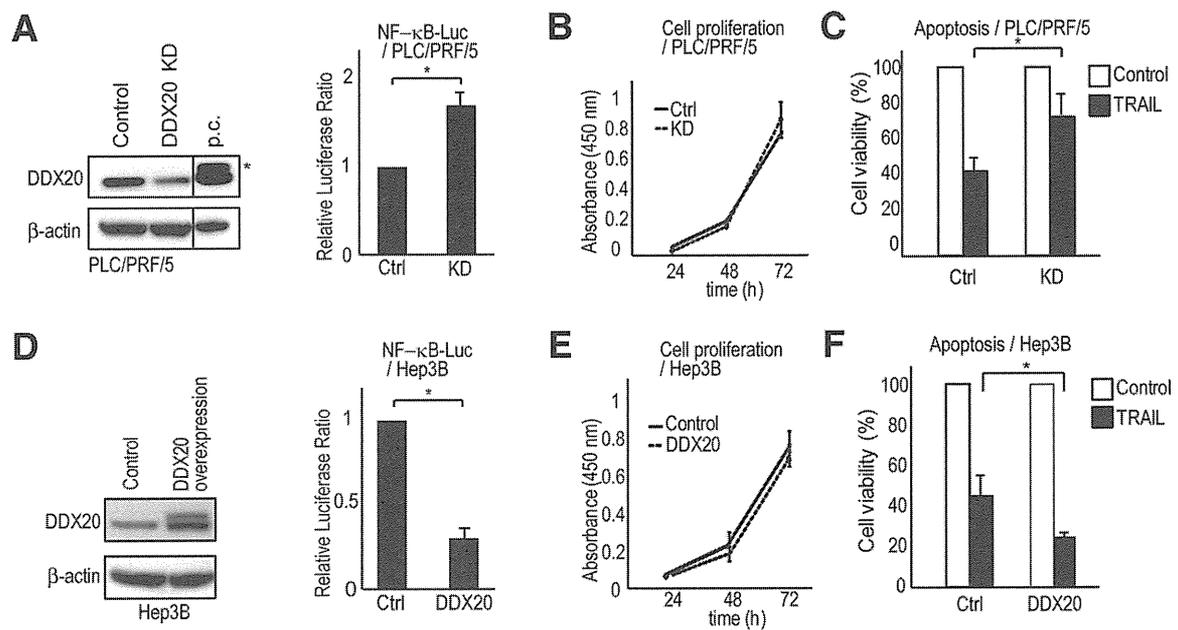 A
Control
DDX20 KD
p.c.
DDX20
*
β-actin
PLC/PRF/5
NF-κB-Luc
/ PLC/PRF/5
Relative Luciferase Ratio
2
1
0
*
Ctrl
KD
B
Cell proliferation
/ PLC/PRF/5
Absorbance (450 nm)
1
0.8
0.6
0.4
0.2
0
Ctrl
KD
24
48
72
time (h)
C
Apoptosis / PLC/PRF/5
*
Cell viability (%)
100
80
60
40
20
0
Control
TRAIL
Ctrl
KD
D
Control
DDX20
overexpression
DDX20
β-actin
Hep3B
NF-κB-Luc
/ Hep3B
Relative Luciferase Ratio
1
0.5
0
*
Ctrl
DDX20
E
Cell proliferation
/ Hep3B
Absorbance (450 nm)
1
0.8
0.6
0.4
0.2
0
Control
DDX20
24
48
72
time (h)
F
Apoptosis / Hep3B
*
Cell viability (%)
100
80
60
40
20
0
Control
TRAIL
Ctrl
DDX20